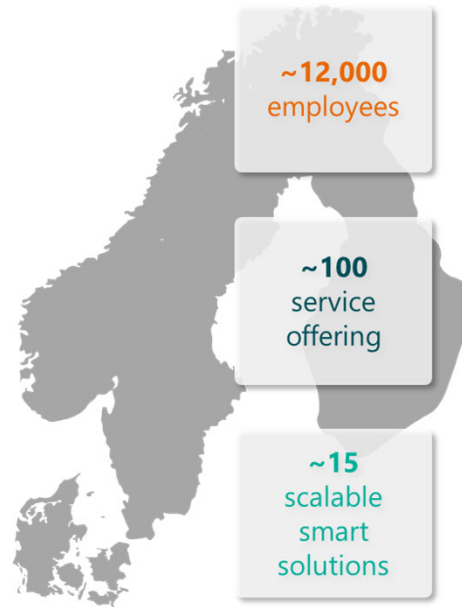 ~12,000
employees
~100
service
offering
~15
scalable
smart
solutions